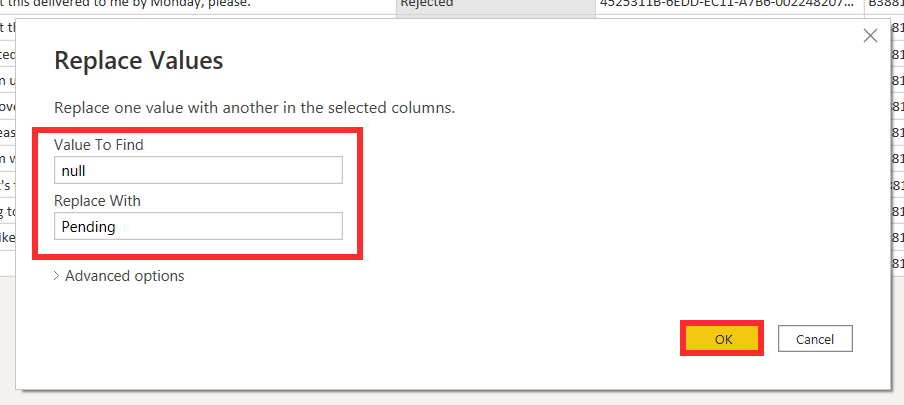 this delivered to me by Monday, please. Rejected 4525311B-6EDD-EC11-A7B6-002248207... B3881
Replace Values
Replace one value with another in the selected columns.
Value To Find
null
Replace With
Pending
Advanced options
OK Cancel